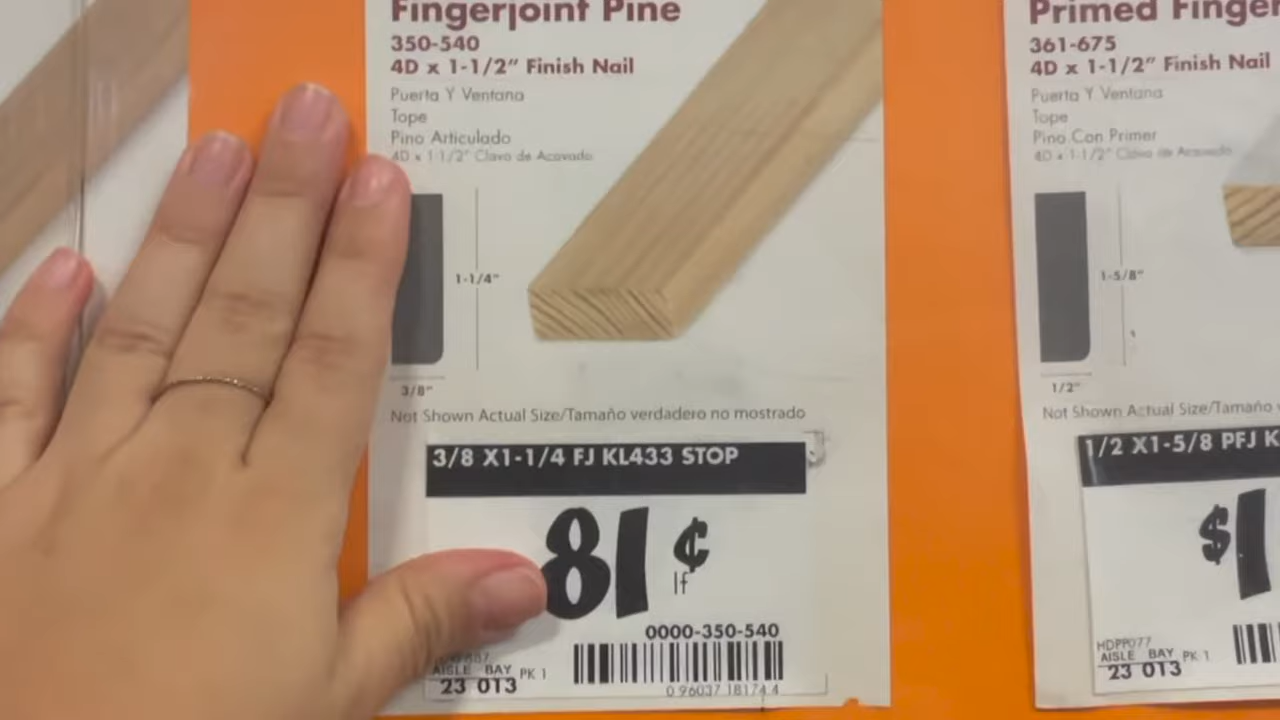 Fingerjoint Pine
350-540
4D x 1-1/2" Finish Nail
Puerta Y Ventana
Tope
Pino Articulado
4D x 1 1/2" Clavo de Acavado
1-1/4"
3/8"
Not Shown Actual Size/Tamaño verdadero no mostrado
3/8 X1-1/4 FJ KL433 STOP
81¢
lf
0000-350-540
AISLE BAY PK 1
23 013
0 96037 18174 4
Primed Finger
361-675
4D x 1-1/2" Finish Nail
Puerta Y Ventana
Tope
Pino Con Primer
4D x 1-1/2" Clavo de Acavado
1-5/8"
1/2"
Not Shown Actual Size/Tamaño
1/2 X1-5/8 PFJ K
$1
HDPP077
AISLE BAY PK 1
23 013